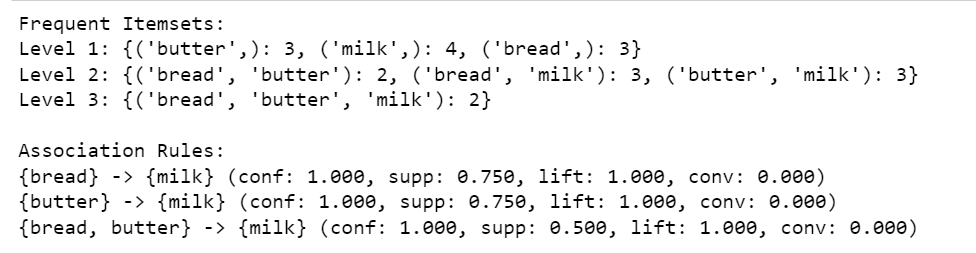 Frequent Itemsets:
Level 1: {('butter',): 3, ('milk',): 4, ('bread',): 3}
Level 2: {('bread', 'butter'): 2, ('bread', 'milk'): 3, ('butter', 'milk'): 3}
Level 3: {('bread', 'butter', 'milk'): 2}
Association Rules:
{bread} -> {milk} (conf: 1.000, supp: 0.750, lift: 1.000, conv: 0.000)
{butter} -> {milk} (conf: 1.000, supp: 0.750, lift: 1.000, conv: 0.000)
{bread, butter} -> {milk} (conf: 1.000, supp: 0.500, lift: 1.000, conv: 0.000)